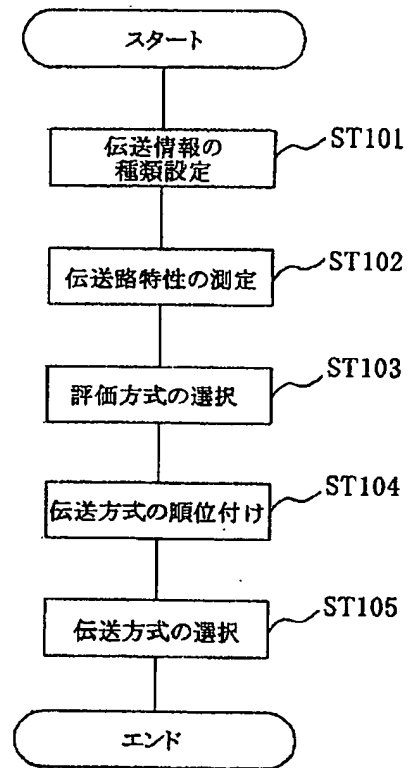 スタート
伝送情報の
種類設定
ST101
伝送路特性の測定
ST102
評価方式の選択
ST103
伝送方式の順位付け
ST104
伝送方式の選択
ST105
エンド